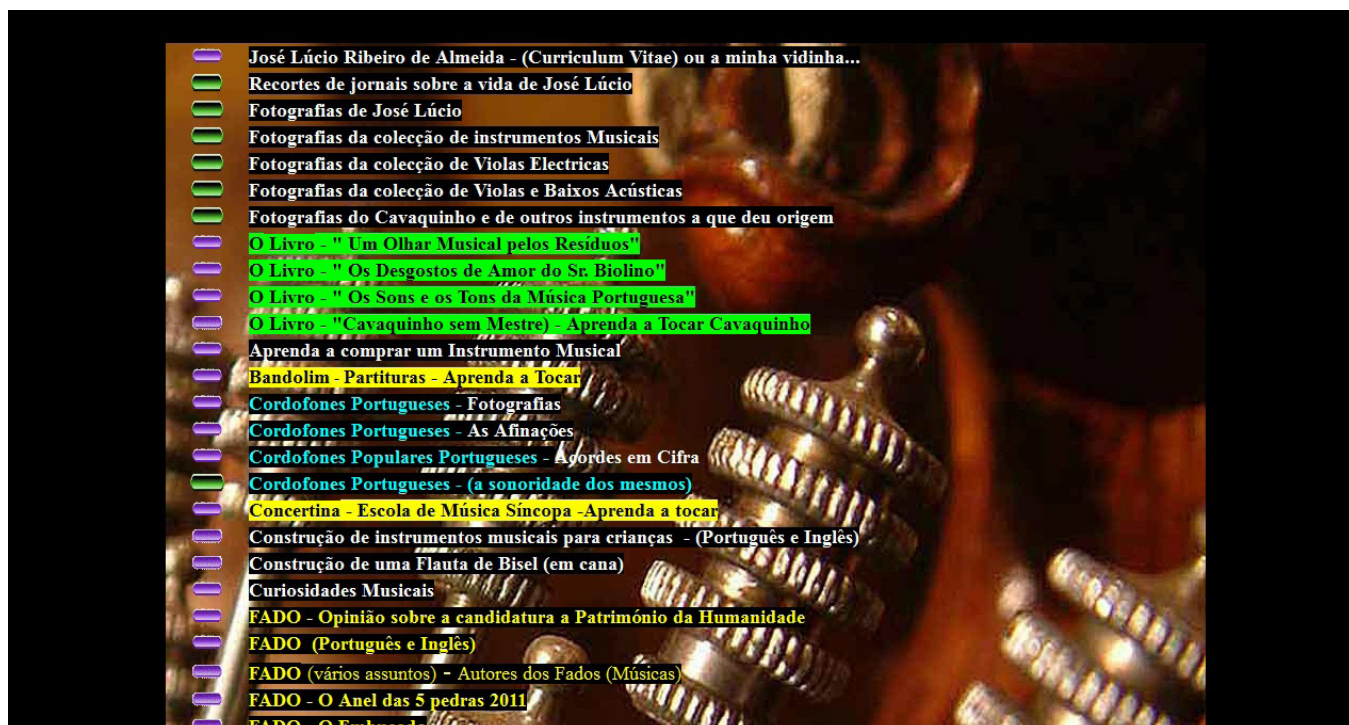 José Lúcio Ribeiro de Almeida - (Curriculum Vitae) ou a minha vidinha...
Recortes de jornais sobre a vida de José Lúcio
Fotografias de José Lúcio
Fotografias da colecção de instrumentos Musicais
Fotografias da colecção de Violas Electricas
Fotografias da colecção de Violas e Baixos Acústicas
Fotografias do Cavaquinho e de outros instrumentos a que deu origem
O Livro - " Um Olhar Musical pelos Resíduos"
O Livro - " Os Desgostos de Amor do Sr. Biolino"
O Livro - " Os Sons e os Tons da Música Portuguesa"
O Livro - "Cavaquinho sem Mestre) - Aprenda a Tocar Cavaquinho
Aprenda a comprar um Instrumento Musical
Bandolim - Partituras - Aprenda a Tocar
Cordofones Portugueses - Fotografias
Cordofones Portugueses - As Afinações
Cordofones Populares Portugueses - Acordes em Cifra
Cordofones Portugueses - (a sonoridade dos mesmos)
Concertina - Escola de Música Síncopa -Aprenda a tocar
Construção de instrumentos musicais para crianças - (Português e Inglês)
Construção de uma Flauta de Bisel (em cana)
Curiosidades Musicais
FADO - Opinião sobre a candidatura a Património da Humanidade
FADO (Português e Inglês)
FADO (vários assuntos) - Autores dos Fados (Músicas)
FADO - O Anel das 5 pedras 2011
FADO - O Embuçado